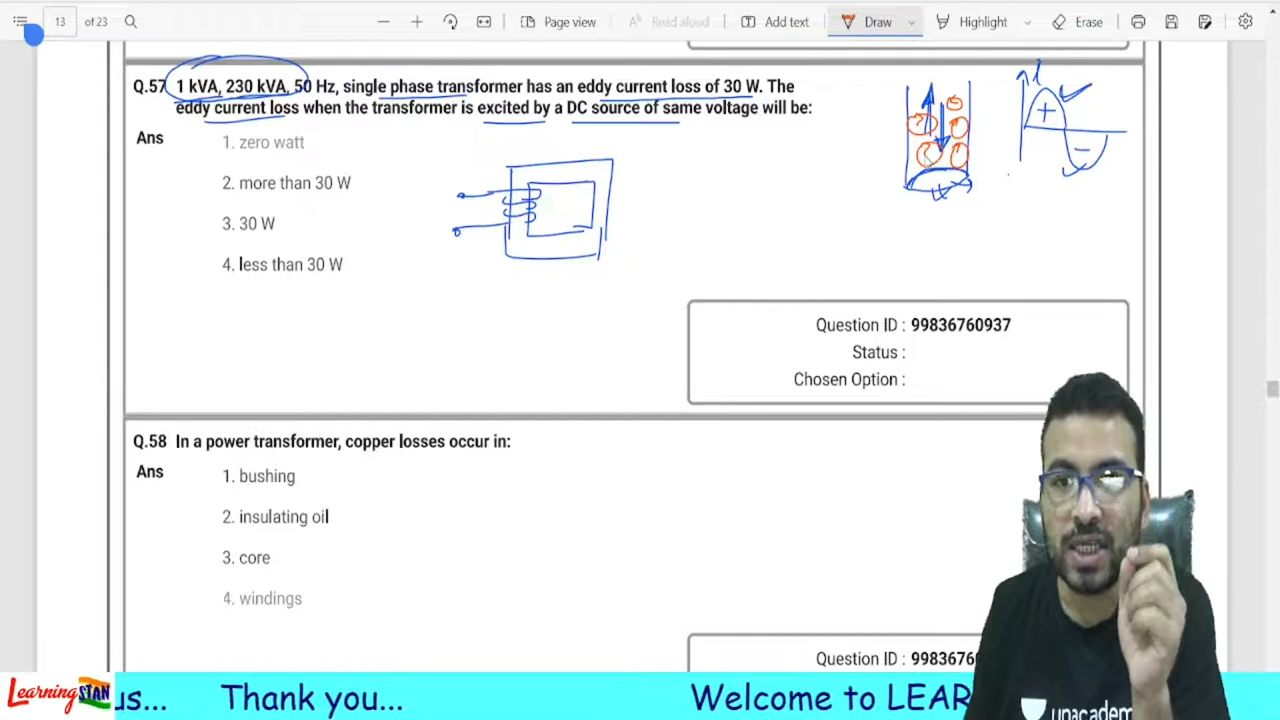 13 of 23 Page view Read aloud Add text Draw Highlight Erase
Q.57 1 kVA, 230 kVA, 50 Hz, single phase transformer has an eddy current loss of 30 W. The
eddy current loss when the transformer is excited by a DC source of same voltage will be:
Ans 1. zero watt
2. more than 30 W
3. 30 W
4. less than 30 W
Question ID : 99836760937
Status :
Chosen Option :
Q.58 In a power transformer, copper losses occur in:
Ans 1. bushing
2. insulating oil
3. core
4. windings
Question ID : 9983676
LearningSTAN us... Thank you... Welcome to LEAR
unacadem